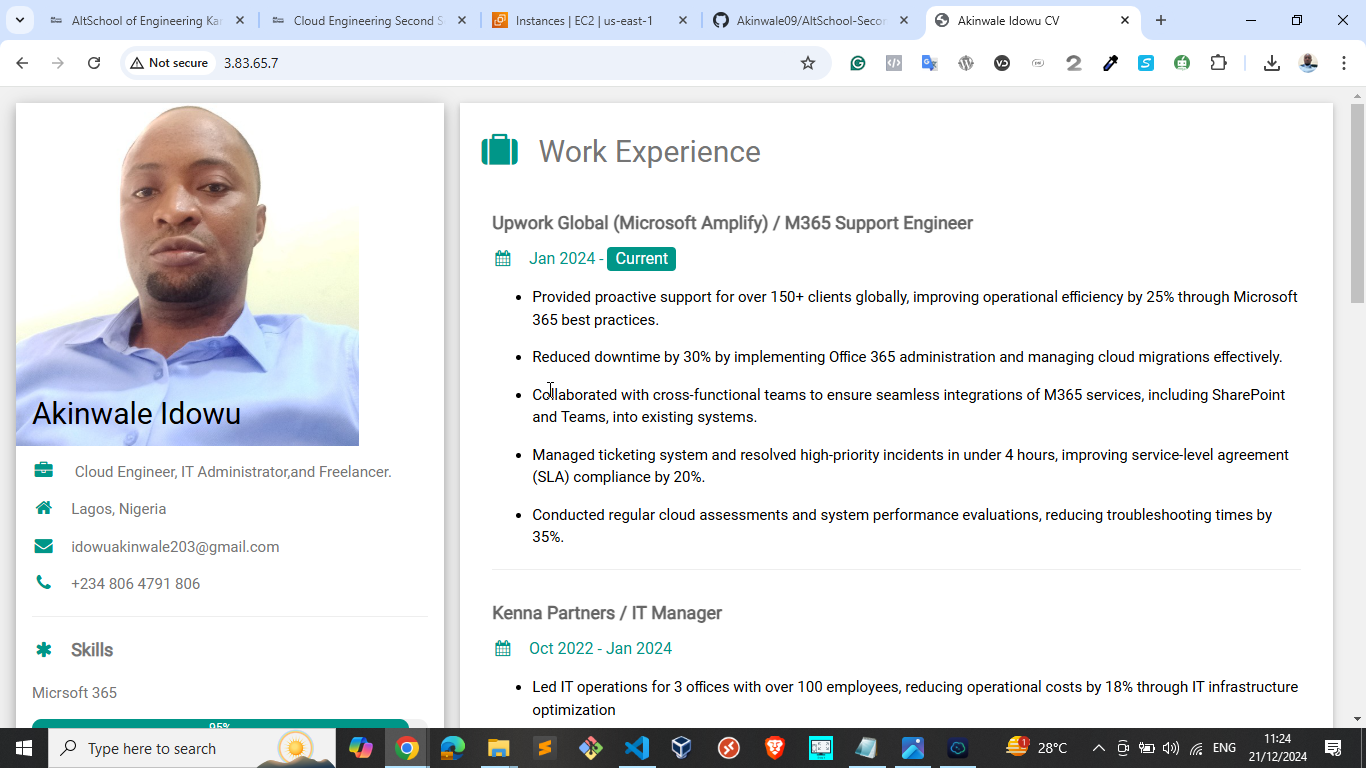 AltSchool of Engineering Kar
Cloud Engineering Second S
Instances | EC2 | us-east-1
Akinwale09/AltSchool-Secon
Akinwale Idowu CV
Not secure
3.83.65.7
Akinwale Idowu
Cloud Engineer, IT Administrator,and Freelancer.
Lagos, Nigeria
idowuakinwale203@gmail.com
+234 806 4791 806
Skills
Micrsoft 365
95%
Work Experience
Upwork Global (Microsoft Amplify) / M365 Support Engineer
Jan 2024 - Current
• Provided proactive support for over 150+ clients globally, improving operational efficiency by 25% through Microsoft
365 best practices.
• Reduced downtime by 30% by implementing Office 365 administration and managing cloud migrations effectively.
• Collaborated with cross-functional teams to ensure seamless integrations of M365 services, including SharePoint
and Teams, into existing systems.
• Managed ticketing system and resolved high-priority incidents in under 4 hours, improving service-level agreement
(SLA) compliance by 20%.
• Conducted regular cloud assessments and system performance evaluations, reducing troubleshooting times by
35%.
Kenna Partners / IT Manager
Oct 2022 - Jan 2024
• Led IT operations for 3 offices with over 100 employees, reducing operational costs by 18% through IT infrastructure
optimization
Type here to search
28°C
ENG
11:24
21/12/2024